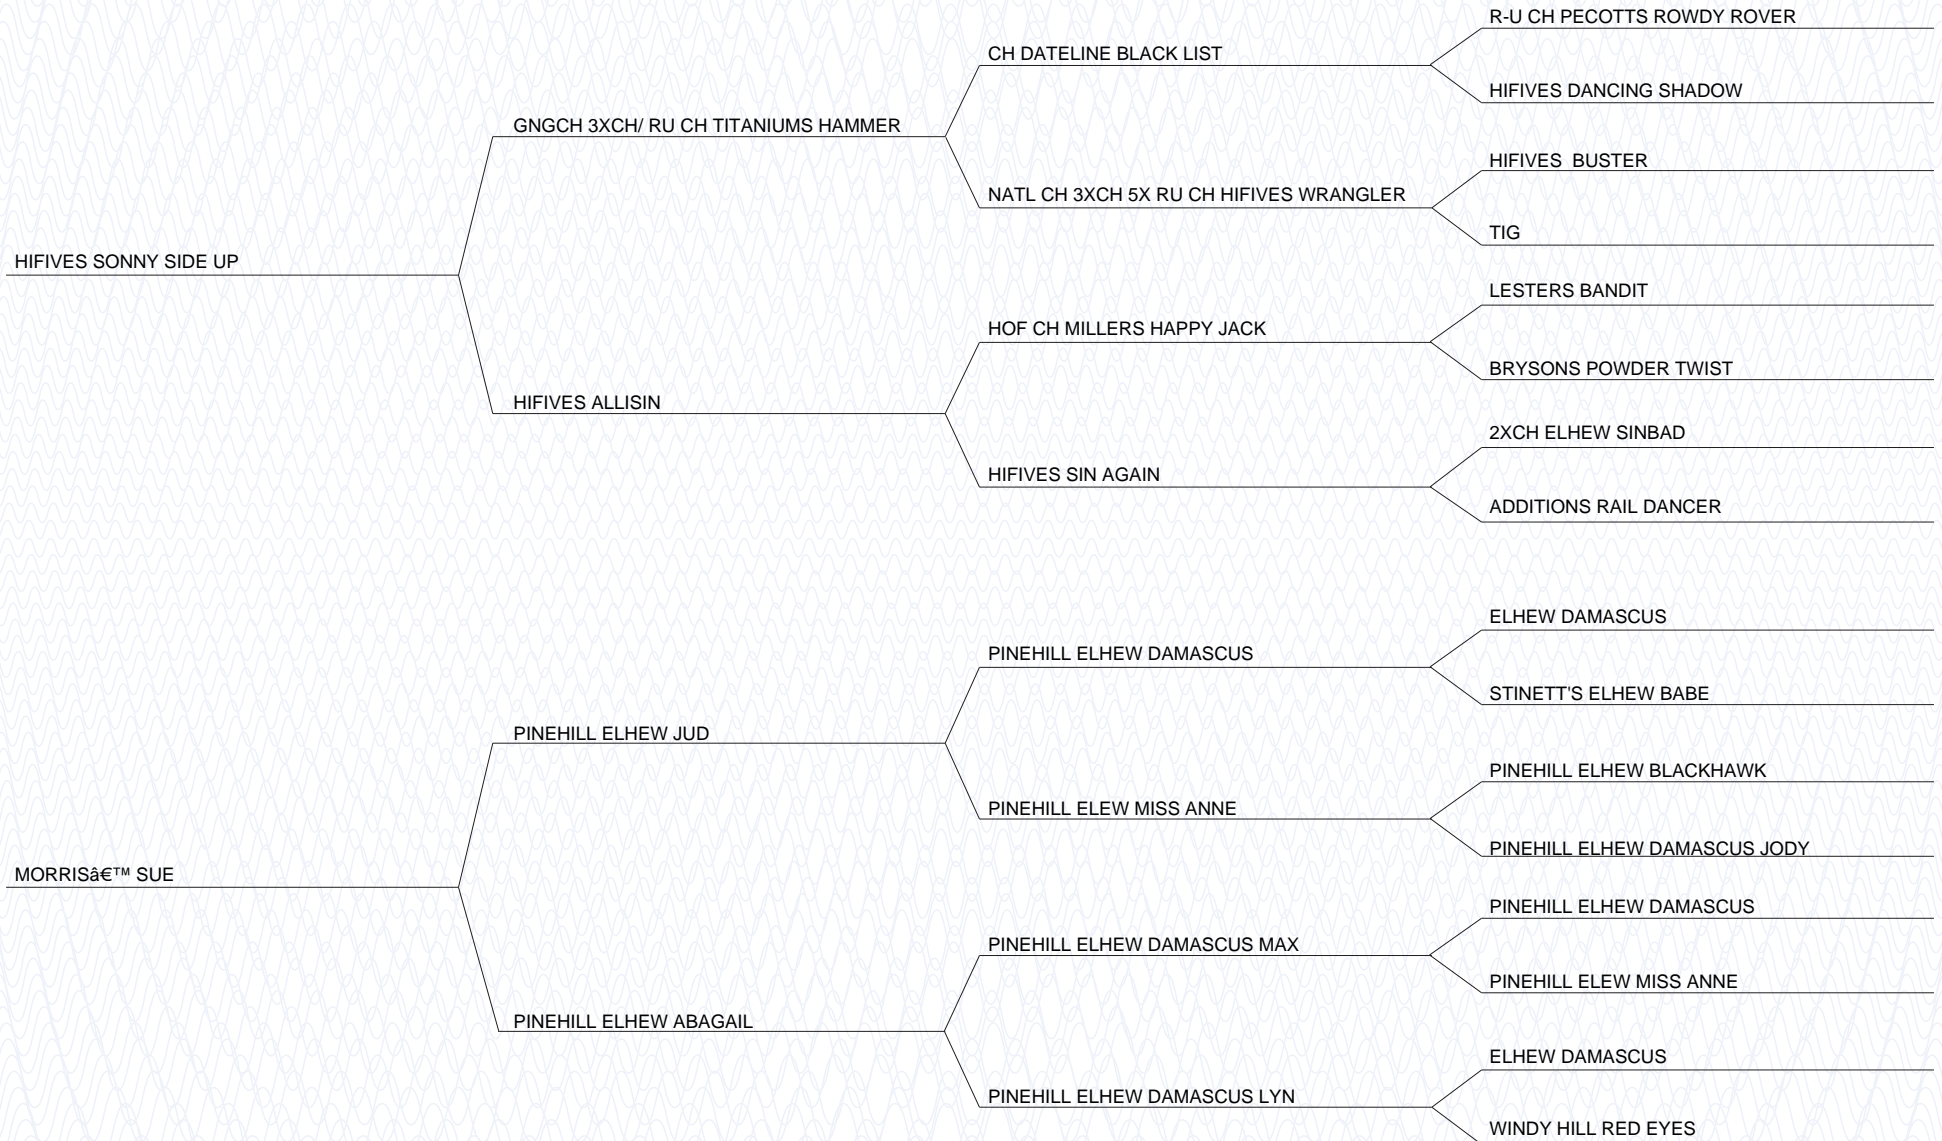 R-U CH PECOTTS ROWDY ROVER
CH DATELINE BLACK LIST
HIFIVES DANCING SHADOW
GNGCH 3XCH/ RU CH TITANIUMS HAMMER
HIFIVES  BUSTER
NATL CH 3XCH 5X RU CH HIFIVES WRANGLER
TIG
HIFIVES SONNY SIDE UP
LESTERS BANDIT
HOF CH MILLERS HAPPY JACK
BRYSONS POWDER TWIST
HIFIVES ALLISIN
2XCH ELHEW SINBAD
HIFIVES SIN AGAIN
ADDITIONS RAIL DANCER
ELHEW DAMASCUS
PINEHILL ELHEW DAMASCUS
STINETT'S ELHEW BABE
PINEHILL ELHEW JUD
PINEHILL ELHEW BLACKHAWK
PINEHILL ELEW MISS ANNE
PINEHILL ELHEW DAMASCUS JODY
MORRISâ€™ SUE
PINEHILL ELHEW DAMASCUS
PINEHILL ELHEW DAMASCUS MAX
PINEHILL ELEW MISS ANNE
PINEHILL ELHEW ABAGAIL
ELHEW DAMASCUS
PINEHILL ELHEW DAMASCUS LYN
WINDY HILL RED EYES